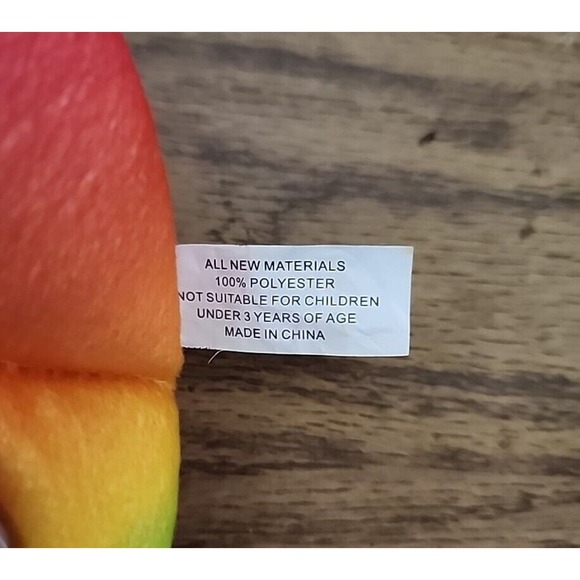 ALL NEW MATERIALS
100% POLYESTER
NOT SUITABLE FOR CHILDREN
UNDER 3 YEARS OF AGE
MADE IN CHINA